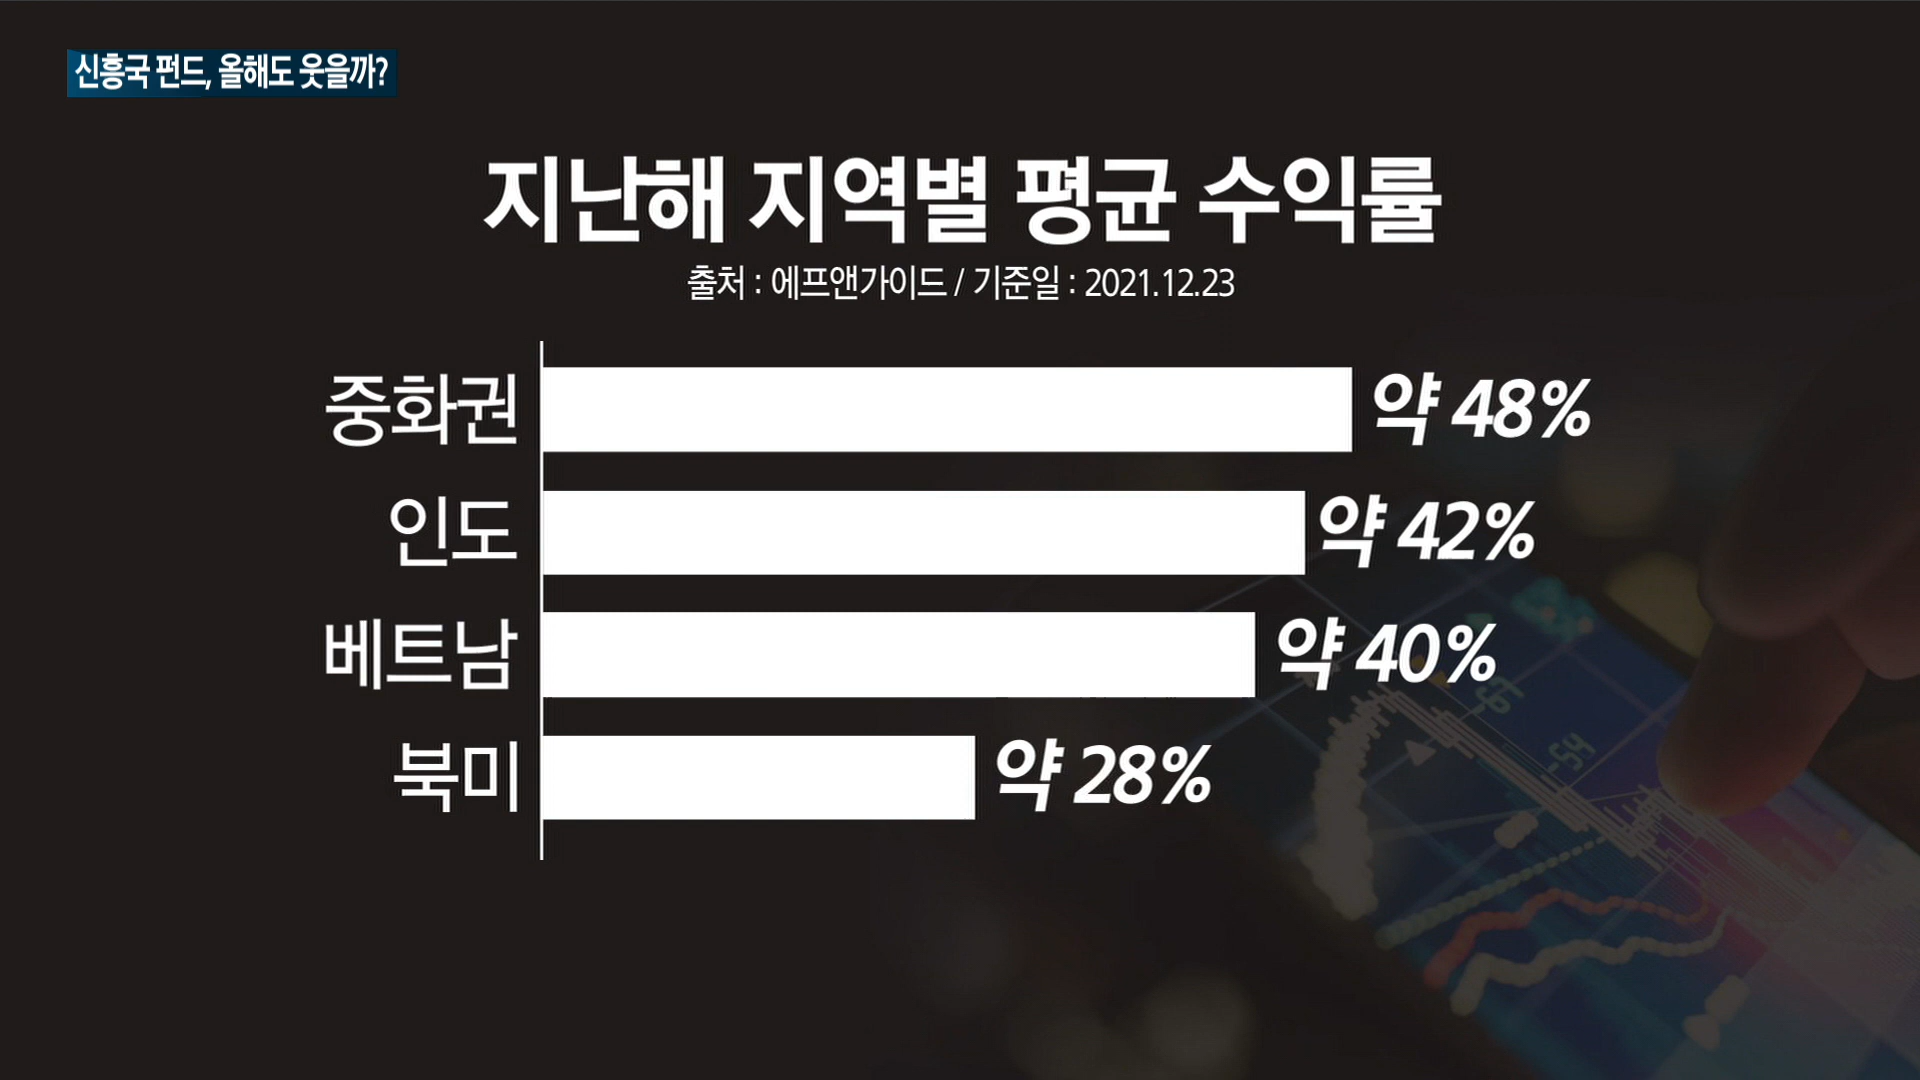 신흥국 펀드, 올해도 웃을까?
지난해 지역별 평균 수익률
출처 : 에프앤가이드 / 기준일 : 2021.12.23
중화권 약 48%
인도 약 42%
베트남 약 40%
북미 약 28%